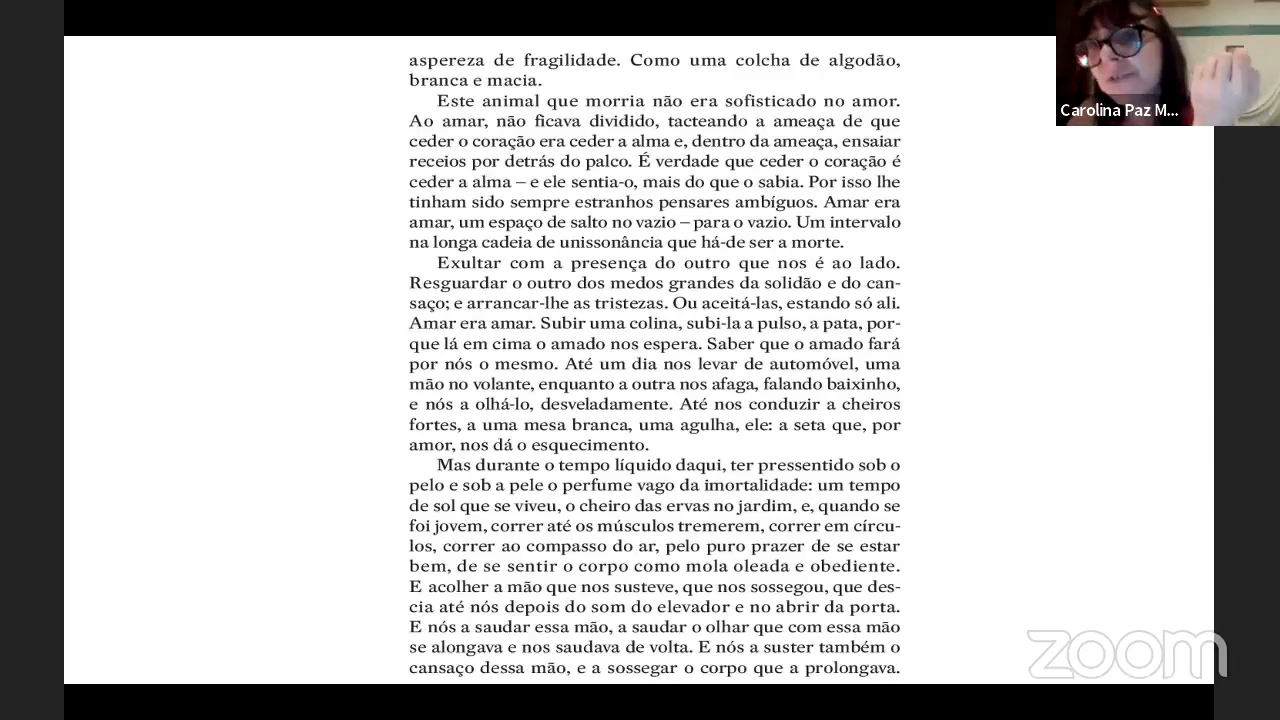 aspereza de fragilidade. Como uma colcha de algodão,
branca e macia.
Este animal que morria não era sofisticado no amor.
Ao amar, não ficava dividido, tacteando a ameaça de que
ceder o coração era ceder a alma e, dentro da ameaça, ensaiar
receios por detrás do palco. É verdade que ceder o coração é
ceder a alma – e ele sentia-o, mais do que o sabia. Por isso lhe
tinham sido sempre estranhos pensares ambíguos. Amar era
amar, um espaço de salto no vazio – para o vazio. Um intervalo
na longa cadeia de unissonância que há-de ser a morte.
Exultar com a presença do outro que nos é ao lado.
Resguardar o outro dos medos grandes da solidão e do can-
saço; e arrancar-lhe as tristezas. Ou aceitá-las, estando só ali.
Amar era amar. Subir uma colina, subi-la a pulso, a pata, por-
que lá em cima o amado nos espera. Saber que o amado fará
por nós o mesmo. Até um dia nos levar de automóvel, uma
mão no volante, enquanto a outra nos afaga, falando baixinho,
e nós a olhá-lo, desveladamente. Até nos conduzir a cheiros
fortes, a uma mesa branca, uma agulha, ele: a seta que, por
amor, nos dá o esquecimento.
Mas durante o tempo líquido daqui, ter pressentido sob o
pelo e sob a pele o perfume vago da imortalidade: um tempo
de sol que se viveu, o cheiro das ervas no jardim, e, quando se
foi jovem, correr até os músculos tremerem, correr em círcu-
los, correr ao compasso do ar, pelo puro prazer de se estar
bem, de se sentir o corpo como mola oleada e obediente.
E acolher a mão que nos susteve, que nos sossegou, que des-
cia até nós depois do som do elevador e no abrir da porta.
E nós a saudar essa mão, a saudar o olhar que com essa mão
se alongava e nos saudava de volta. E nós a suster também o
cansaço dessa mão, e a sossegar o corpo que a prolongava.
Carolina Paz M...
zoom